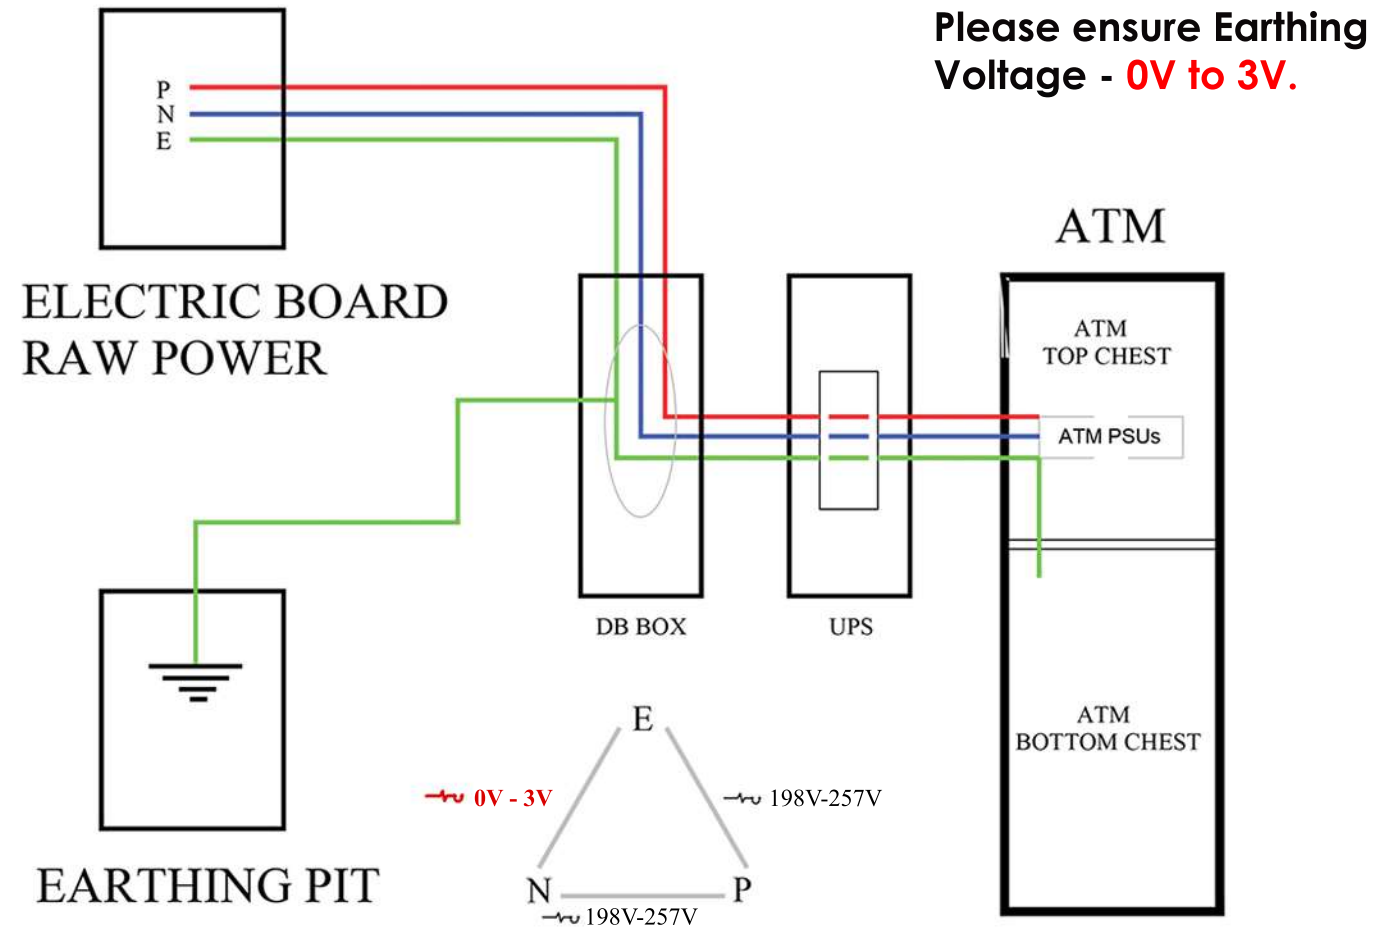 Please ensure Earthing
Voltage - 0V to 3V.
P
N
E
ELECTRIC BOARD
RAW POWER
ATM
ATM
TOP CHEST
ATM PSUs
DB BOX
UPS
ATM
BOTTOM CHEST
EARTHING PIT
E
0V - 3V
198V-257V
N
P
198V-257V